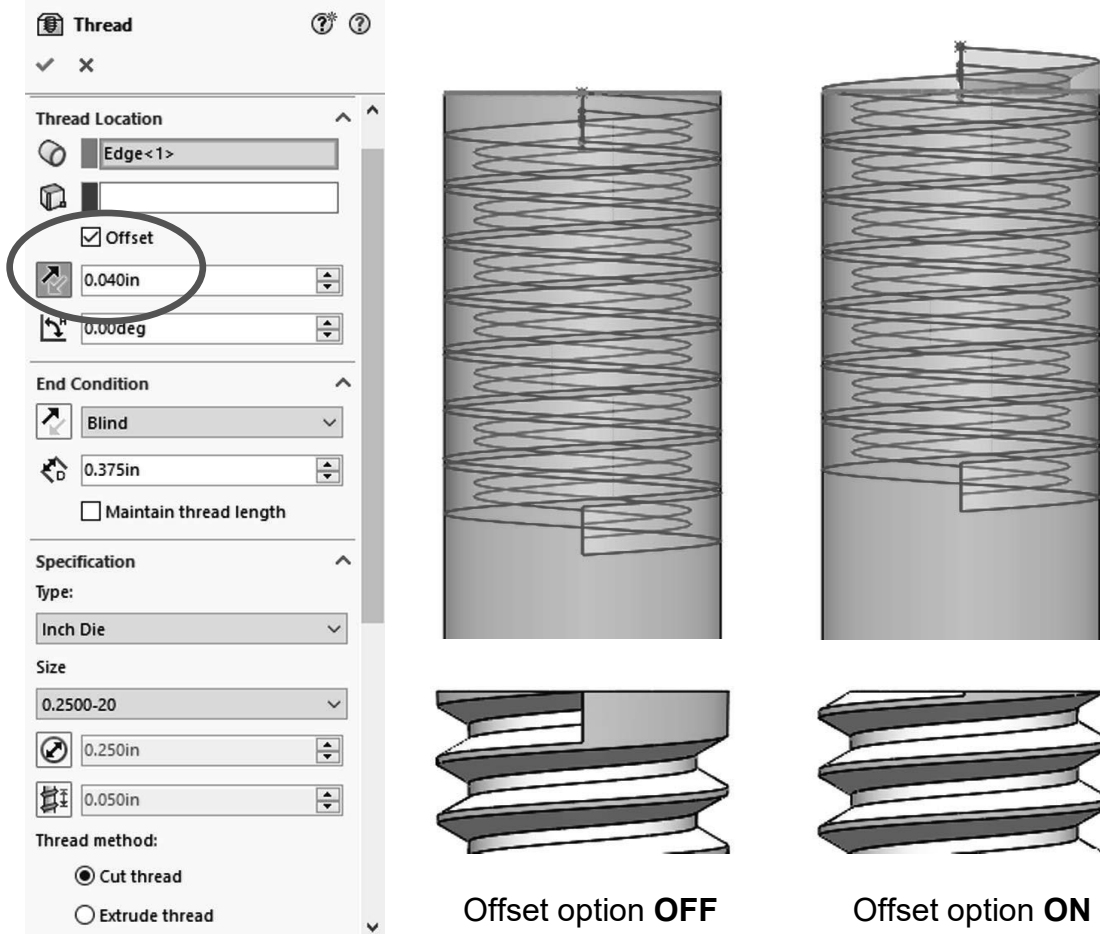 Thread
Thread Location
Edge<1>
Offset
0.040in
0.00deg
End Condition
Blind
D
0.375in
Maintain thread length
Specification
Type:
Inch Die
Size
0.2500-20
0.250in
0.050in
Thread method:
Cut thread
Extrude thread
Offset option OFF
Offset option ON